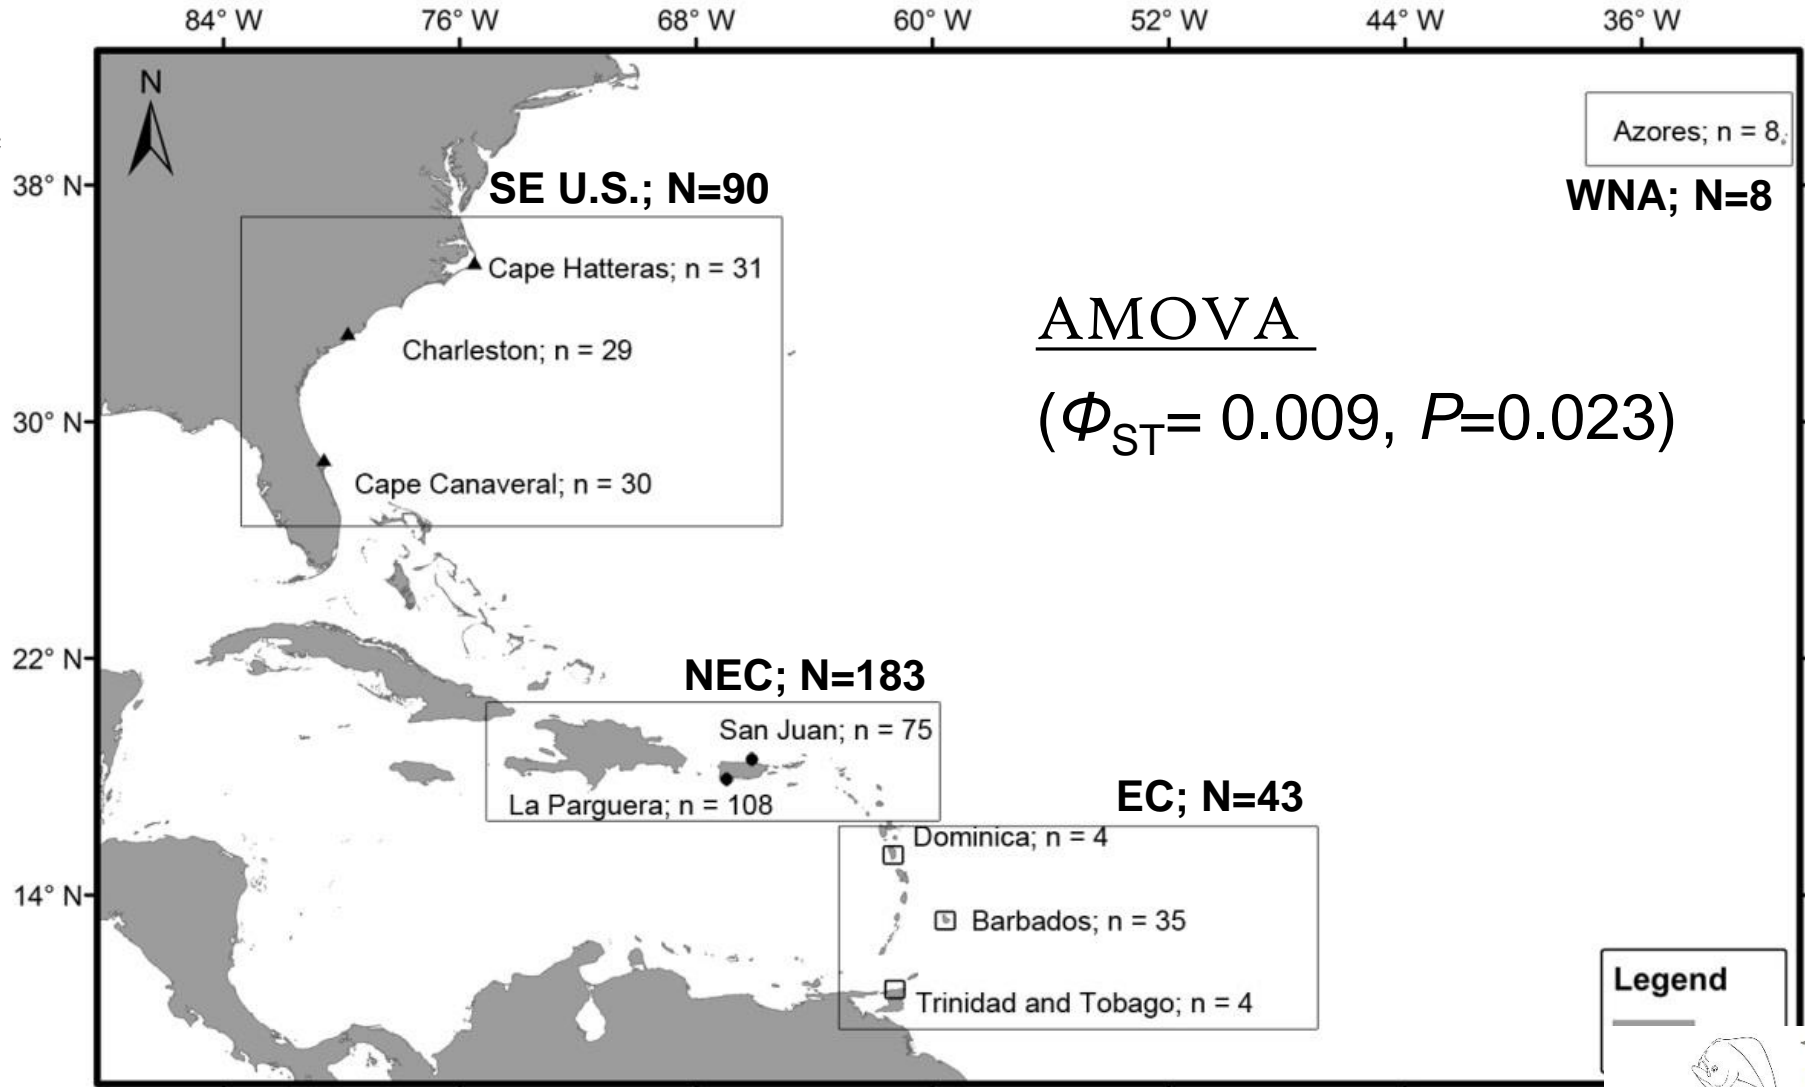 84° W 76° W 68° W 60° W 52° W 44° W 36° W
N
Azores; n = 8
38° N
SE U.S.; N=90
WNA; N=8
Cape Hatteras; n = 31
AMOVA
Charleston; n = 29
(ΦST= 0.009, P=0.023)
30° N
Cape Canaveral; n = 30
22° N
NEC; N=183
San Juan; n = 75
La Parguera; n = 108
EC; N=43
Dominica; n = 4
14° N
Barbados; n = 35
Legend
Trinidad and Tobago; n = 4